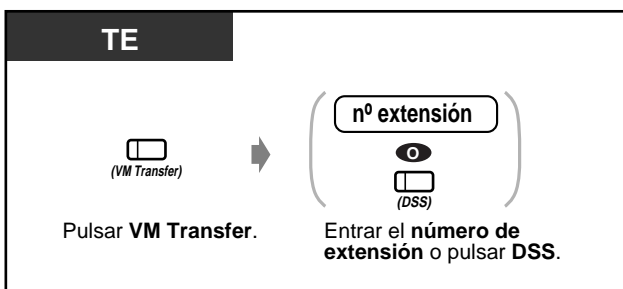 TE
nº extensión
O
(VM Transfer)
(DSS)
Pulsar VM Transfer.
Entrar el número de
extensión o pulsar DSS.